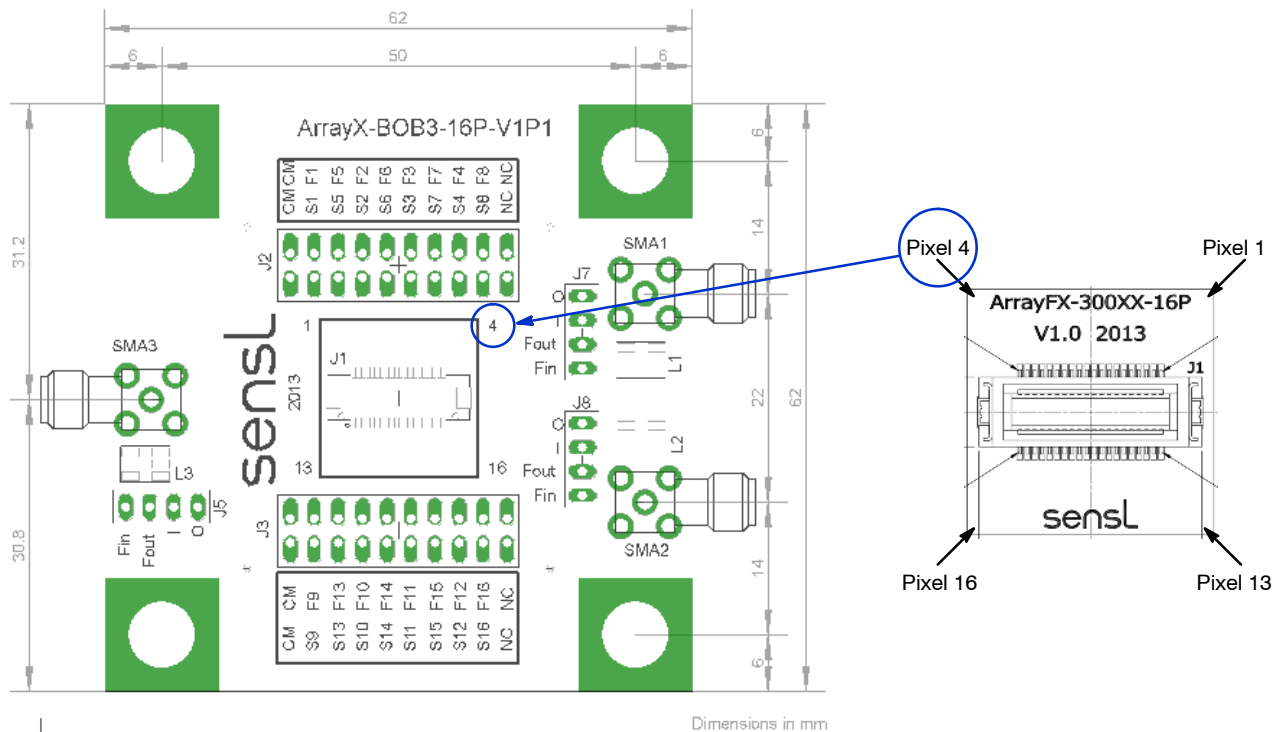 62
6
50
6
ArrayX-BOB3-16P-V1P1
CM CM
S1 F1
S5 F5
S2 F2
S6 F6
S3 F3
S7 F7
S4 F4
S8 F8
NC NC
6
14
22
62
14
6
31.2
30.8
J2
SMA1
J7
O
I
Fout
Fin
L1
1
4
J1
2013
sensL
13
16
SMA3
L3
J5
Fin
Fout
I
O
J8
O
I
Fout
Fin
L2
SMA2
J3
CM CM
S9 F9
S13 F13
S10 F10
S14 F14
S11 F11
S15 F15
S12 F12
S16 F16
NC NC
Dimensions in mm
Pixel 4
Pixel 1
ArrayFX-300XX-16P
V1.0 2013
J1
sensL
Pixel 16
Pixel 13